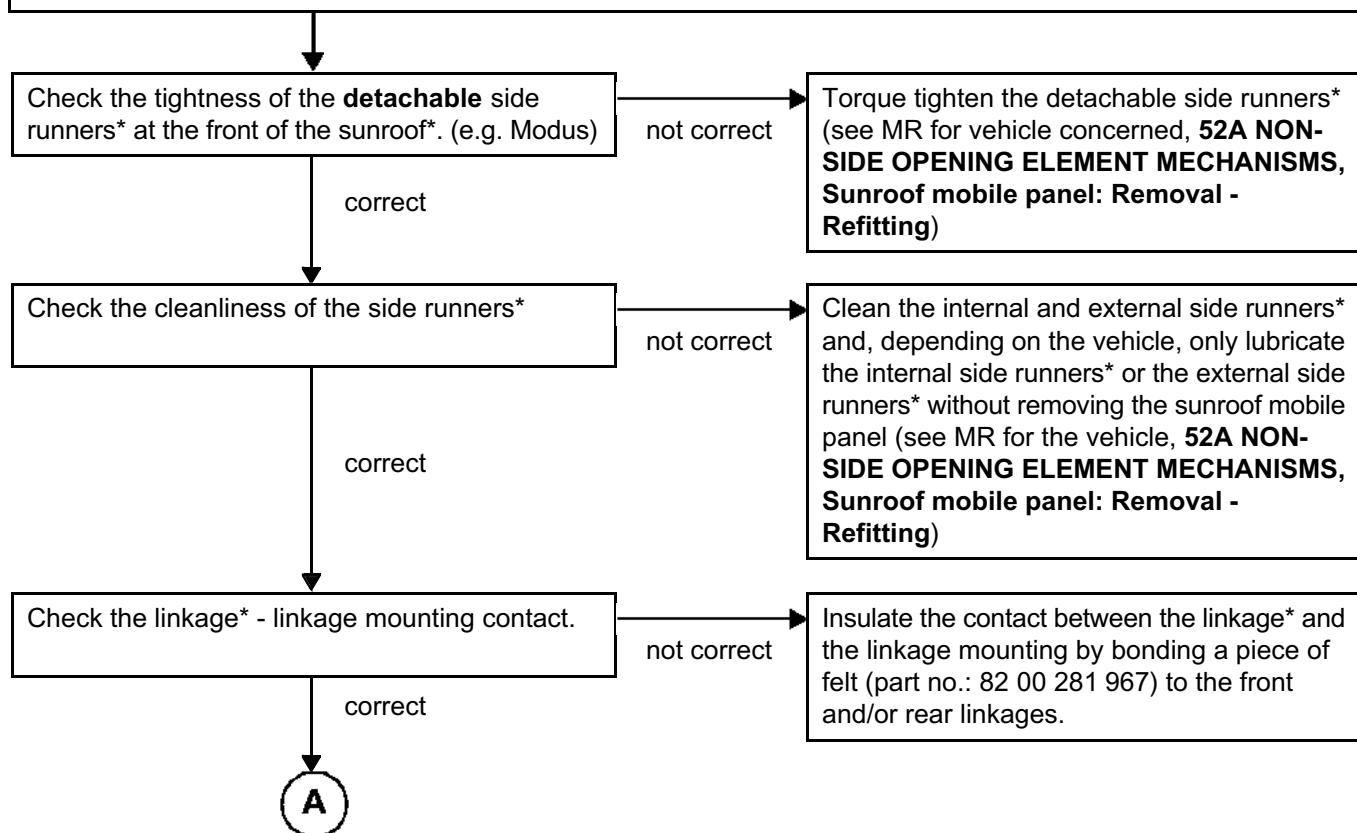 Check the tightness of the detachable side
runners* at the front of the sunroof*. (e.g. Modus)
not correct
Torque tighten the detachable side runners*
(see MR for vehicle concerned, 52A NON-
SIDE OPENING ELEMENT MECHANISMS,
Sunroof mobile panel: Removal -
Refitting)
correct
Check the cleanliness of the side runners*
not correct
Clean the internal and external side runners*
and, depending on the vehicle, only lubricate
the internal side runners* or the external side
runners* without removing the sunroof mobile
panel (see MR for the vehicle, 52A NON-
SIDE OPENING ELEMENT MECHANISMS,
Sunroof mobile panel: Removal -
Refitting)
correct
Check the linkage* - linkage mounting contact.
not correct
Insulate the contact between the linkage* and
the linkage mounting by bonding a piece of
felt (part no.: 82 00 281 967) to the front
and/or rear linkages.
correct
A